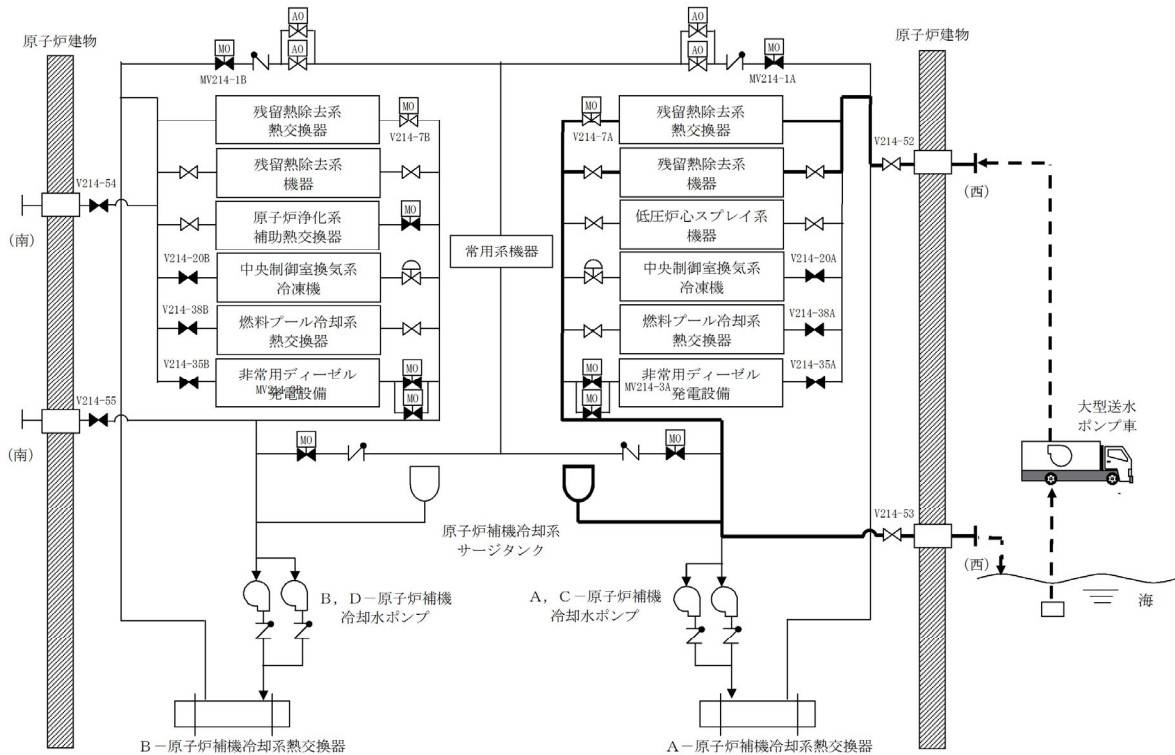 原子炉建物
原子炉建物
AO
AO
MO
AO
AO
MO
MV214-1B
MV214-1A
残留熱除去系
熱交換器
MO
V214-7B
MO
V214-7A
残留熱除去系
熱交換器
V214-52
残留熱除去系
機器
残留熱除去系
機器
(西)
V214-54
(南)
原子炉浄化系
補助熱交換器
MO
常用系機器
低圧炉心スプレイ系
機器
V214-20B
中央制御室換気系
冷凍機
中央制御室換気系
冷凍機
V214-20A
V214-38B
燃料プール冷却系
熱交換器
燃料プール冷却系
熱交換器
V214-38A
V214-35B
非常用ディーゼル
発電設備
MO
MO
MO
MO
MV214-3A
非常用ディーゼル
発電設備
V214-35A
V214-55
(南)
大型送水
ポンプ車
MO
MO
原子炉補機冷却系
サージタンク
V214-53
(西)
海
B,D-原子炉補機
冷却水ポンプ
A,C-原子炉補機
冷却水ポンプ
B-原子炉補機冷却系熱交換器
A-原子炉補機冷却系熱交換器